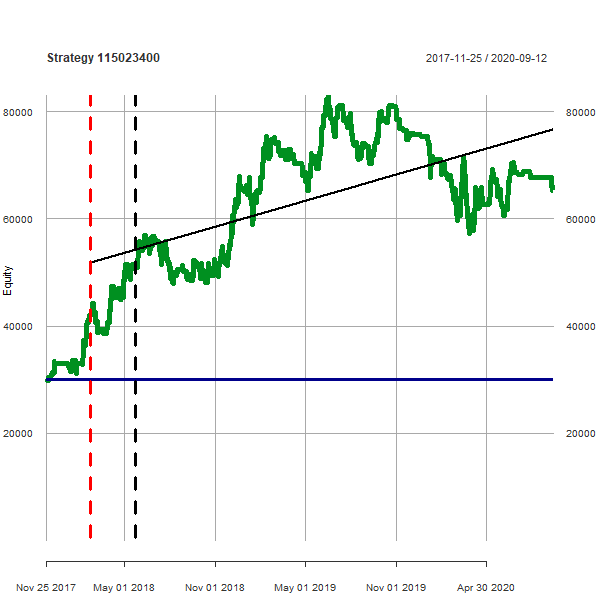 Strategy 115023400
2017-11-25 / 2020-09-12
80000
80000
60000
60000
Equity
40000
40000
20000
20000
Nov 25 2017
May 01 2018
Nov 01 2018
May 01 2019
Nov 01 2019
Apr 30 2020